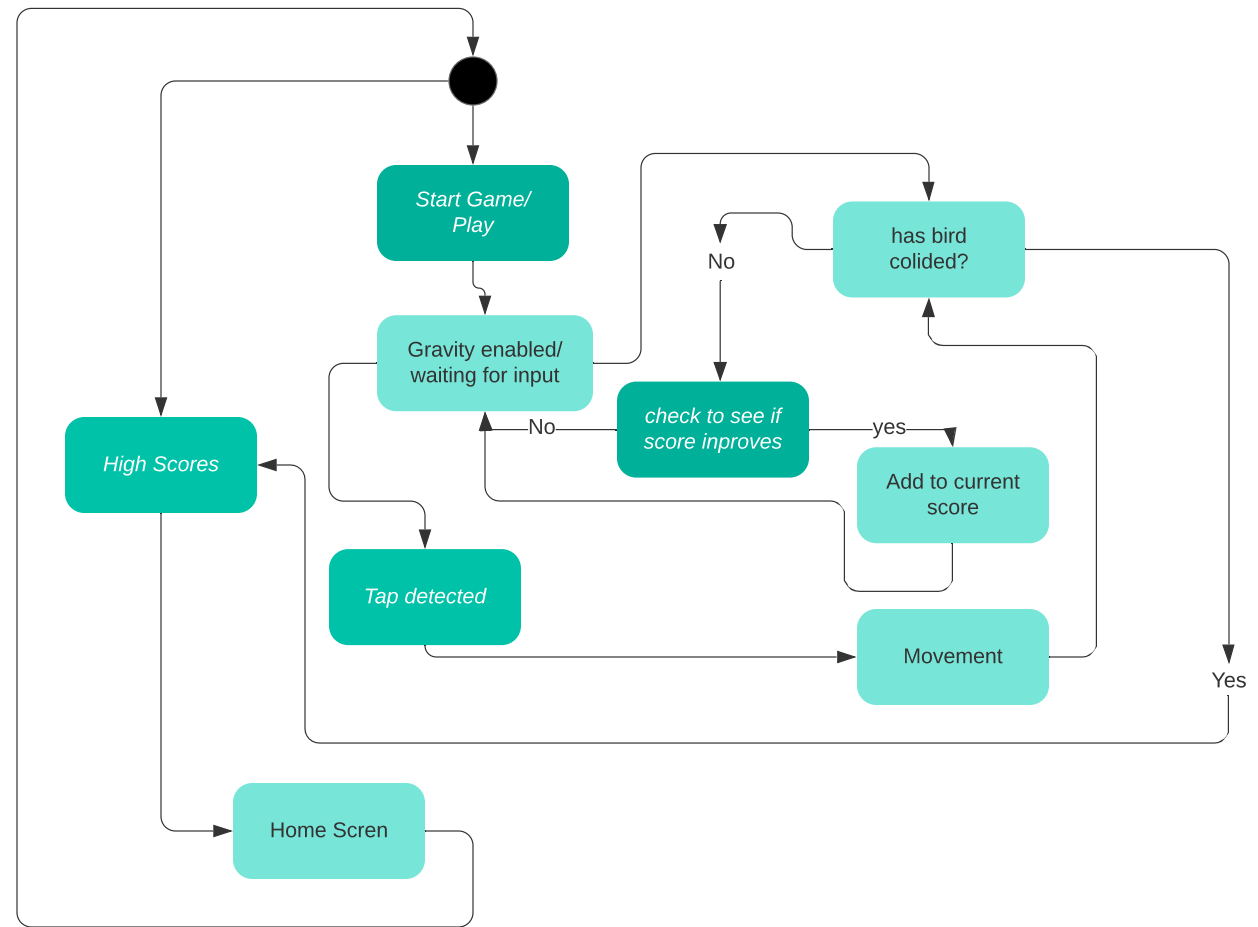 Start Game/
Play
has bird
colided?
No
Gravity enabled/
waiting for input
check to see if
score inproves
No
yes
High Scores
Add to current
score
Tap detected
Movement
Yes
Home Scren